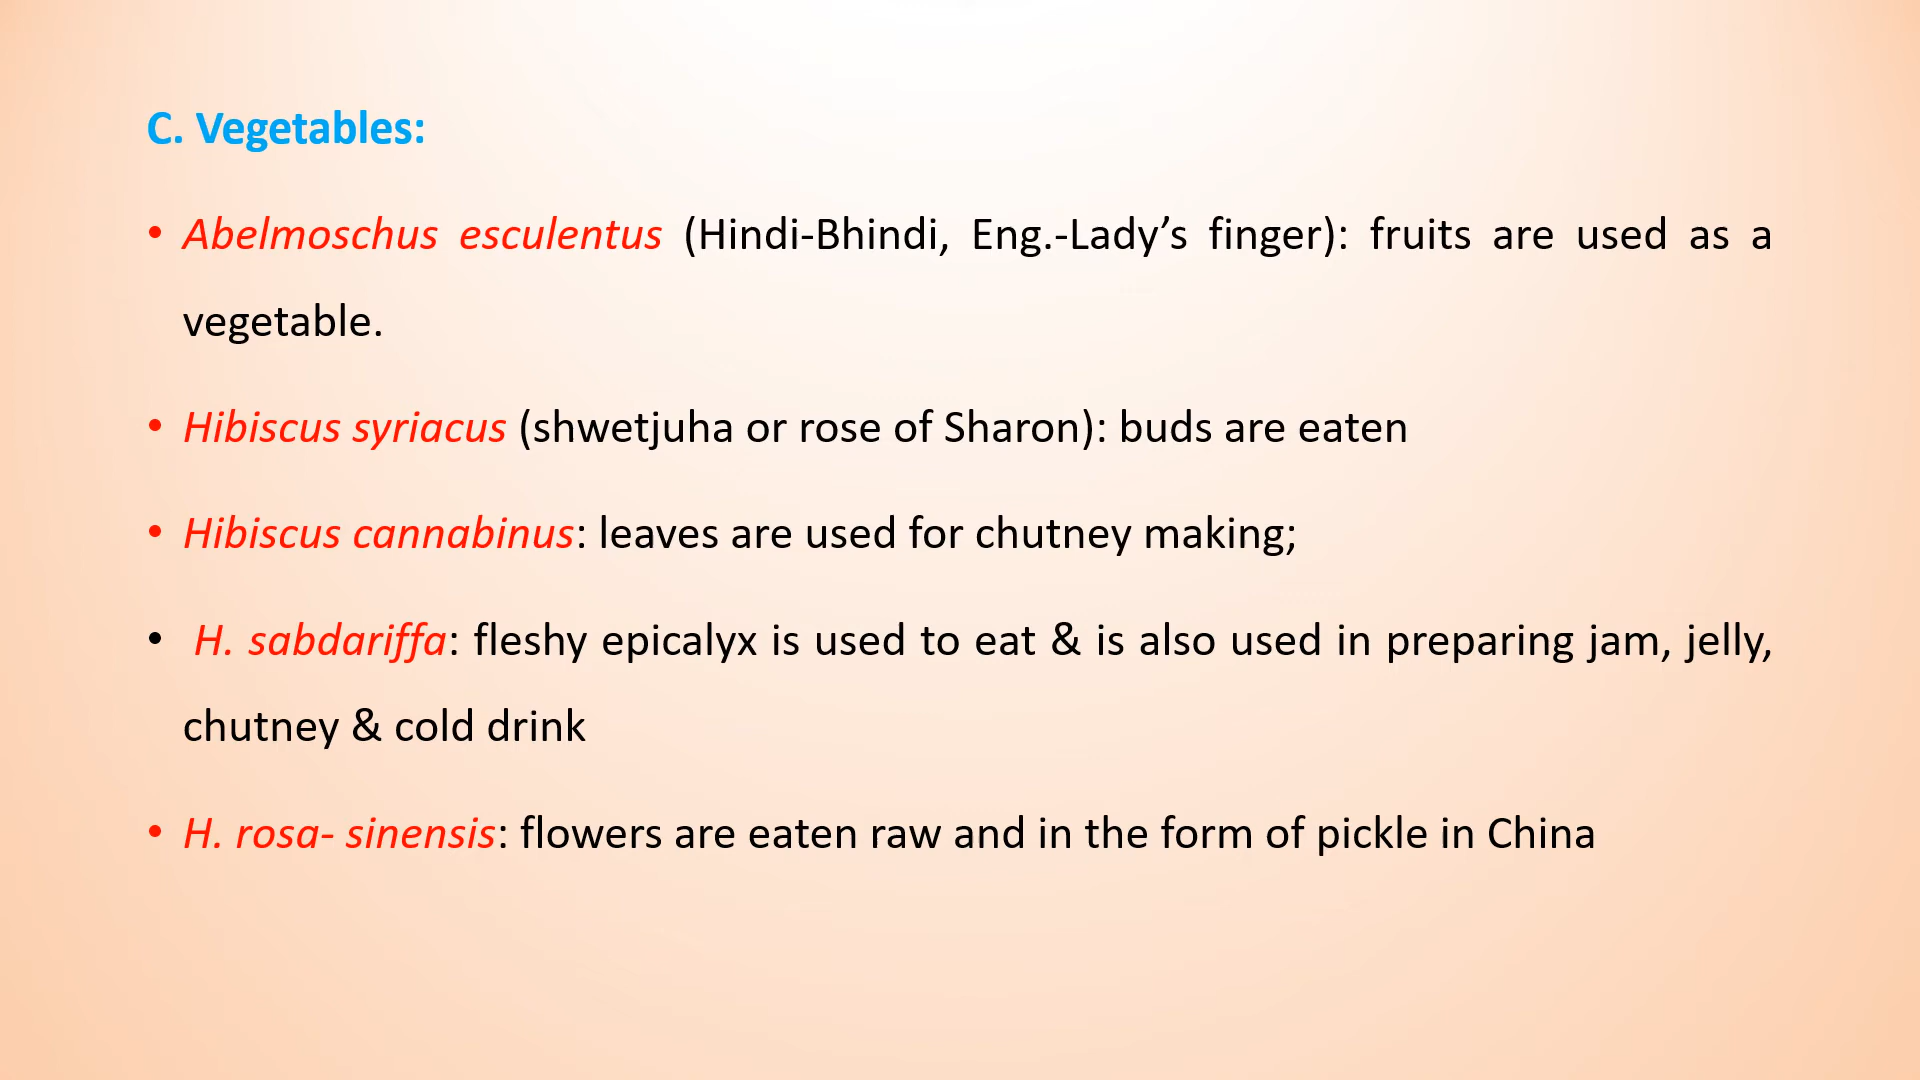 C. Vegetables:
• Abelmoschus esculentus (Hindi-Bhindi, Eng.-Lady’s finger): fruits are used as a
vegetable.
• Hibiscus syriacus (shwetjuha or rose of Sharon): buds are eaten
• Hibiscus cannabinus: leaves are used for chutney making;
• H. sabdariffa: fleshy epicalyx is used to eat & is also used in preparing jam, jelly,
chutney & cold drink
• H. rosa- sinensis: flowers are eaten raw and in the form of pickle in China